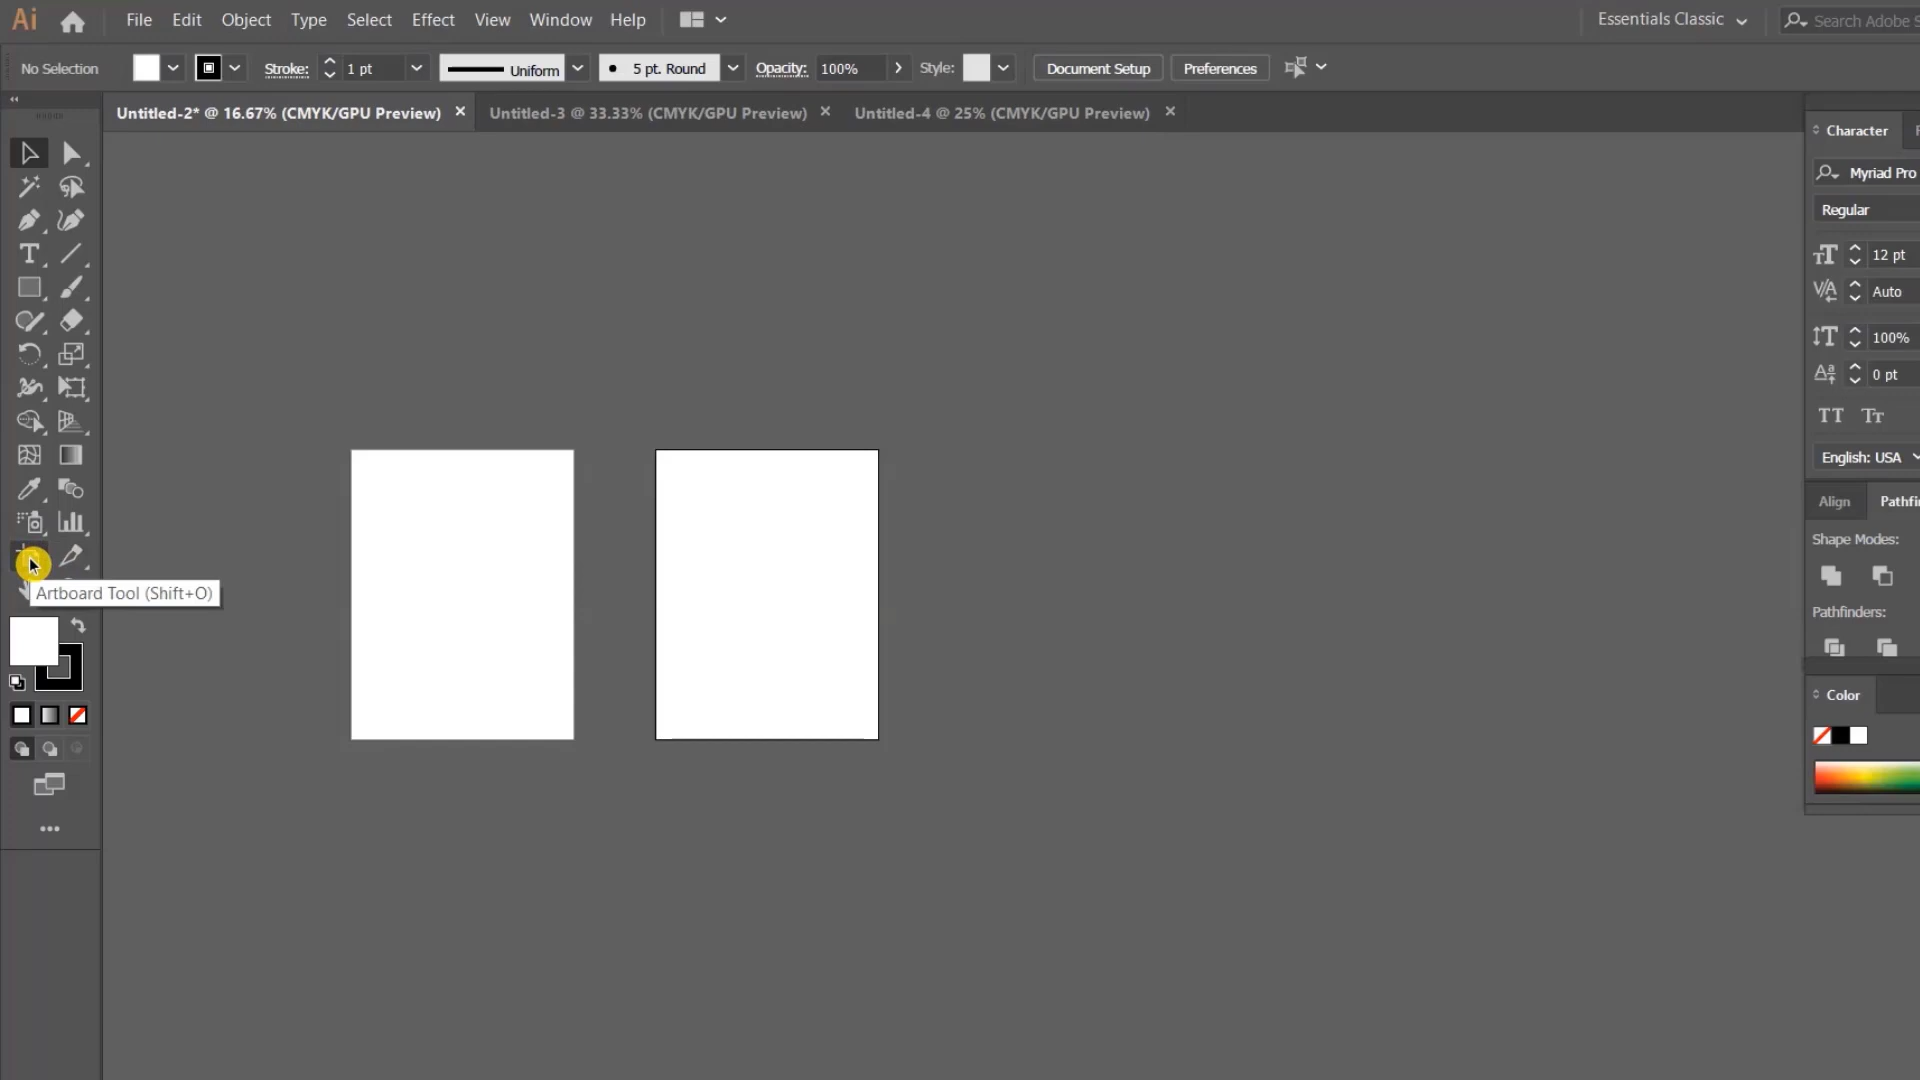 Ai File Edit Object Type Select Effect View Window Help Essentials Classic Search Adobe S
No Selection Stroke: 1 pt Uniform 5 pt. Round Opacity: 100% Style: Document Setup Preferences
Untitled-2* @ 16.67% (CMYK/GPU Preview) × Untitled-3 @ 33.33% (CMYK/GPU Preview) × Untitled-4 @ 25% (CMYK/GPU Preview) ×
Character
Myriad Pro
Regular
12 pt
Auto
100%
0 pt
TT Tт
English: USA
Align Pathfi
Shape Modes:
Artboard Tool (Shift+O)
Pathfinders:
Color